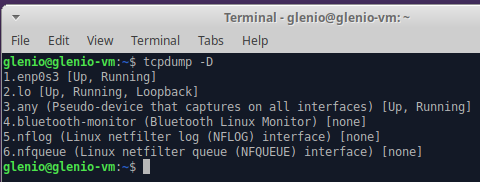 Terminal - glenio@glenio-vm: ~
File Edit View Terminal Tabs Help
glenio@glenio-vm:~$ tcpdump -D
1.enp0s3 [Up, Running]
2.lo [Up, Running, Loopback]
3.any (Pseudo-device that captures on all interfaces) [Up, Running]
4.bluetooth-monitor (Bluetooth Linux Monitor) [none]
5.nflog (Linux netfilter log (NFLOG) interface) [none]
6.nfqueue (Linux netfilter queue (NFQUEUE) interface) [none]
glenio@glenio-vm:~$